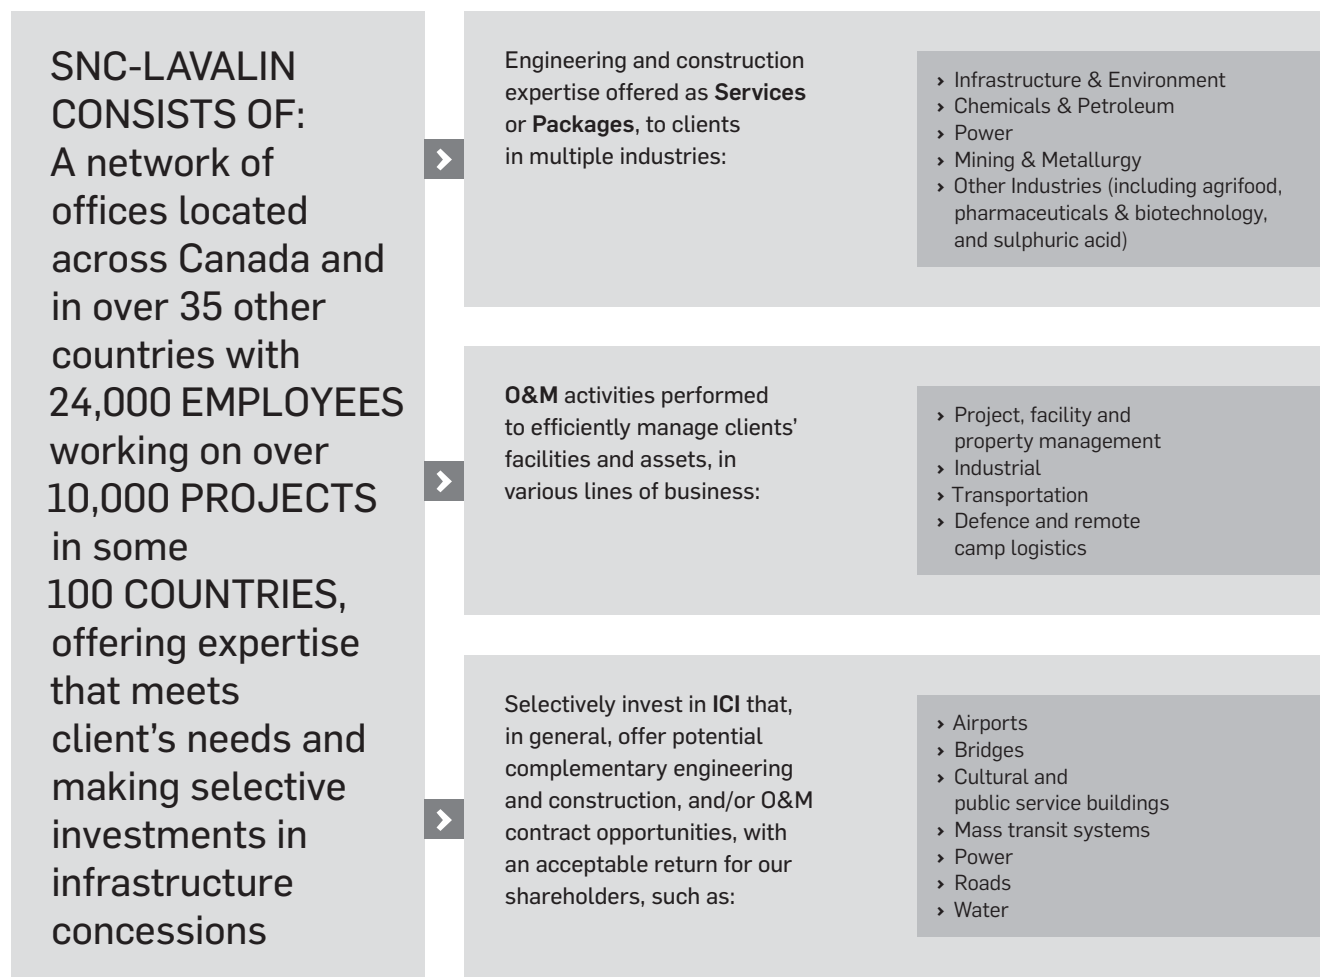 SNC-LAVALIN
CONSISTS OF:
A network of
offices located
across Canada and
in over 35 other
countries with
24,000 EMPLOYEES
working on over
10,000 PROJECTS
in some
100 COUNTRIES,
offering expertise
that meets
client’s needs and
making selective
investments in
infrastructure
concessions
Engineering and construction
expertise offered as Services
or Packages, to clients
in multiple industries:
› Infrastructure & Environment
› Chemicals & Petroleum
› Power
› Mining & Metallurgy
› Other Industries (including agrifood,
pharmaceuticals & biotechnology,
and sulphuric acid)
O&M activities performed
to efficiently manage clients’
facilities and assets, in
various lines of business:
› Project, facility and
property management
› Industrial
› Transportation
› Defence and remote
camp logistics
Selectively invest in ICI that,
in general, offer potential
complementary engineering
and construction, and/or O&M
contract opportunities, with
an acceptable return for our
shareholders, such as:
› Airports
› Bridges
› Cultural and
public service buildings
› Mass transit systems
› Power
› Roads
› Water